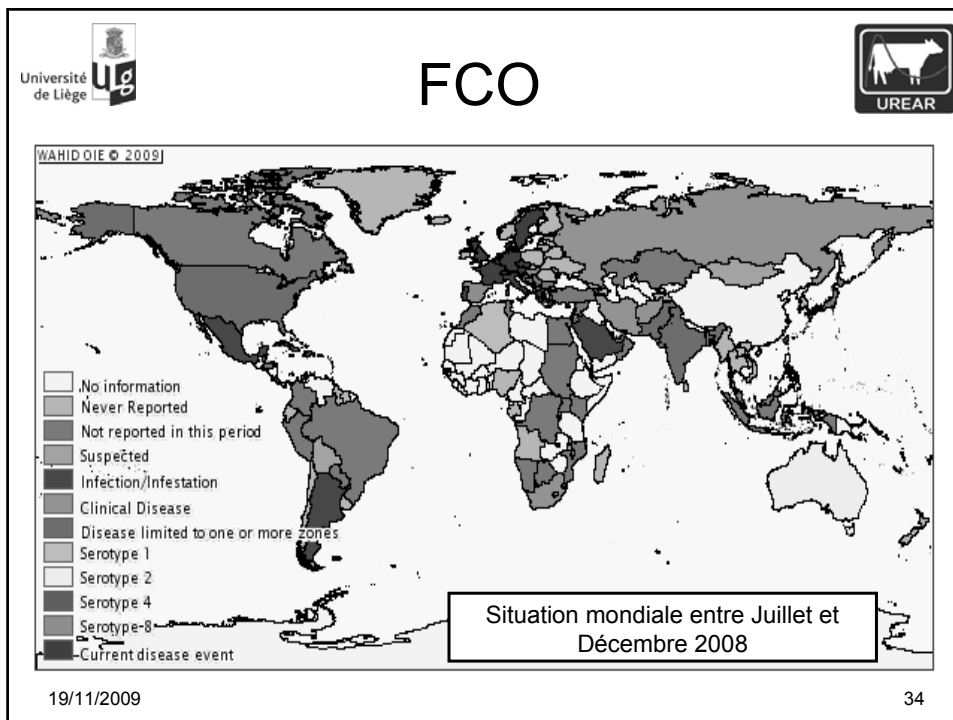 Université
de Liège
ULg
FCO
UREAR
WAHID OIE © 2009
No information
Never Reported
Not reported in this period
Suspected
Infection/Infestation
Clinical Disease
Disease limited to one or more zones
Serotype 1
Serotype 2
Serotype 4
Serotype-8
Current disease event
Situation mondiale entre Juillet et
Décembre 2008
19/11/2009
34